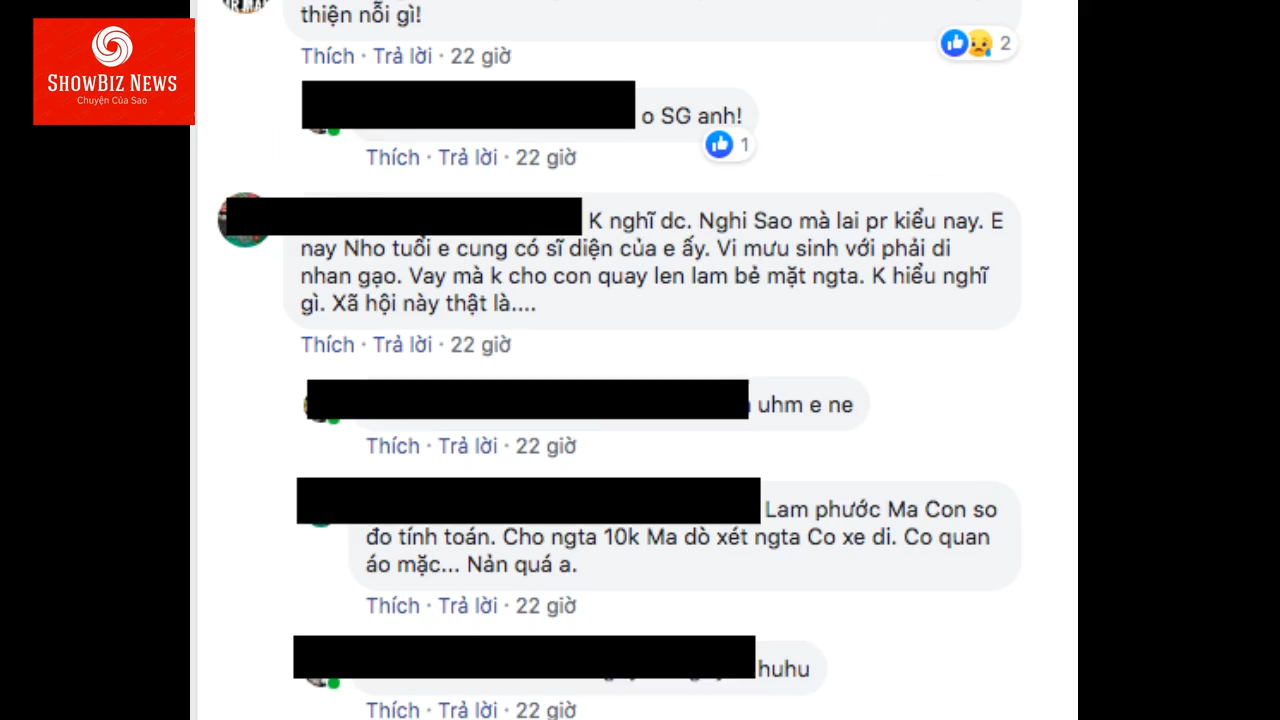 thiện nỗi gì!
Thích · Trả lời · 22 giờ
2
SHOWBIZ NEWS
Chuyện Của Sao
o SG anh!
1
Thích · Trả lời · 22 giờ
K nghĩ dc. Nghi Sao mà lai pr kiểu nay. E
nay Nho tuổi e cung có sĩ diện của e ấy. Vi mưu sinh với phải di
nhan gạo. Vay mà k cho con quay len lam bẻ mặt ngta. K hiểu nghĩ
gì. Xã hội này thật là....
Thích · Trả lời · 22 giờ
uhm e ne
Thích · Trả lời · 22 giờ
Lam phước Ma Con so
đo tính toán. Cho ngta 10k Ma dò xét ngta Co xe di. Co quan
áo mặc... Nản quá a.
Thích · Trả lời · 22 giờ
huhu
Thích · Trả lời · 22 giờ